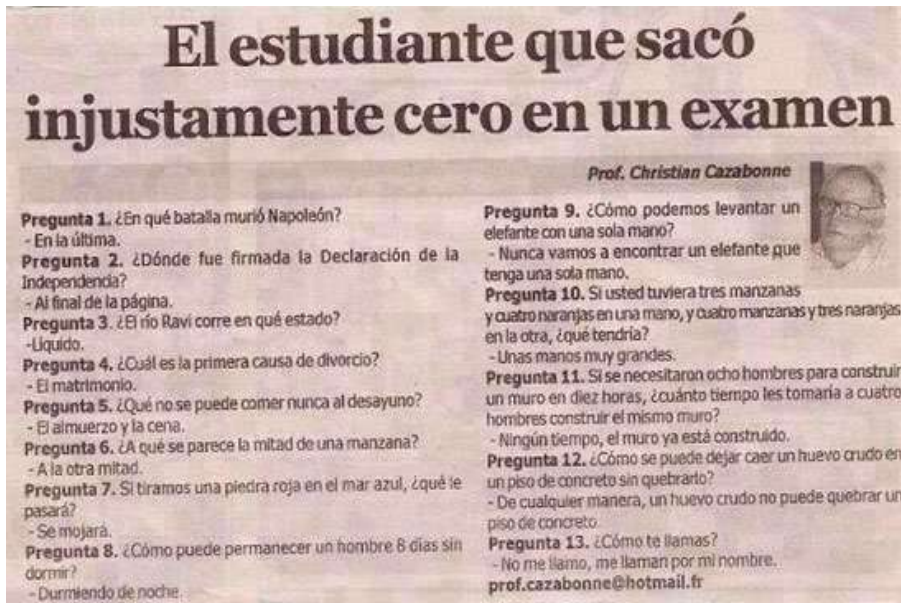 El estudiante que sacó
injustamente cero en un examen
Prof. Christian Cazabonne
Pregunta 1. ¿En qué batalla murió Napoleón?
- En la última.
Pregunta 2. ¿Dónde fue firmada la Declaración de la
Independencia?
- Al final de la página.
Pregunta 3. ¿El río Ravi corre en qué estado?
-Líquido.
Pregunta 4. ¿Cuál es la primera causa de divorcio?
- El matrimonio.
Pregunta 5. ¿Qué no se puede comer nunca al desayuno?
- El almuerzo y la cena.
Pregunta 6. ¿A qué se parece la mitad de una manzana?
- A la otra mitad.
Pregunta 7. Si tiramos una piedra roja en el mar azul, ¿qué le
pasará?
- Se mojará.
Pregunta 8. ¿Cómo puede permanecer un hombre 8 días sin
dormir?
- Durmiendo de noche.
Pregunta 9. ¿Cómo podemos levantar un
elefante con una sola mano?
- Nunca vamos a encontrar un elefante que
tenga una sola mano.
Pregunta 10. Si usted tuviera tres manzanas
y cuatro naranjas en una mano, y cuatro manzanas y tres naranjas
en la otra, ¿qué tendría?
- Unas manos muy grandes.
Pregunta 11. Si se necesitaron ocho hombres para construir
un muro en diez horas, ¿cuánto tiempo les tomaría a cuatro
hombres construir el mismo muro?
- Ningún tiempo, el muro ya está construido.
Pregunta 12. ¿Cómo se puede dejar caer un huevo crudo en
un piso de concreto sin quebrarlo?
- De cualquier manera, un huevo crudo no puede quebrar un
piso de concreto.
Pregunta 13. ¿Cómo te llamas?
- No me llamo, me llaman por mi nombre.
prof.cazabonne@hotmail.fr